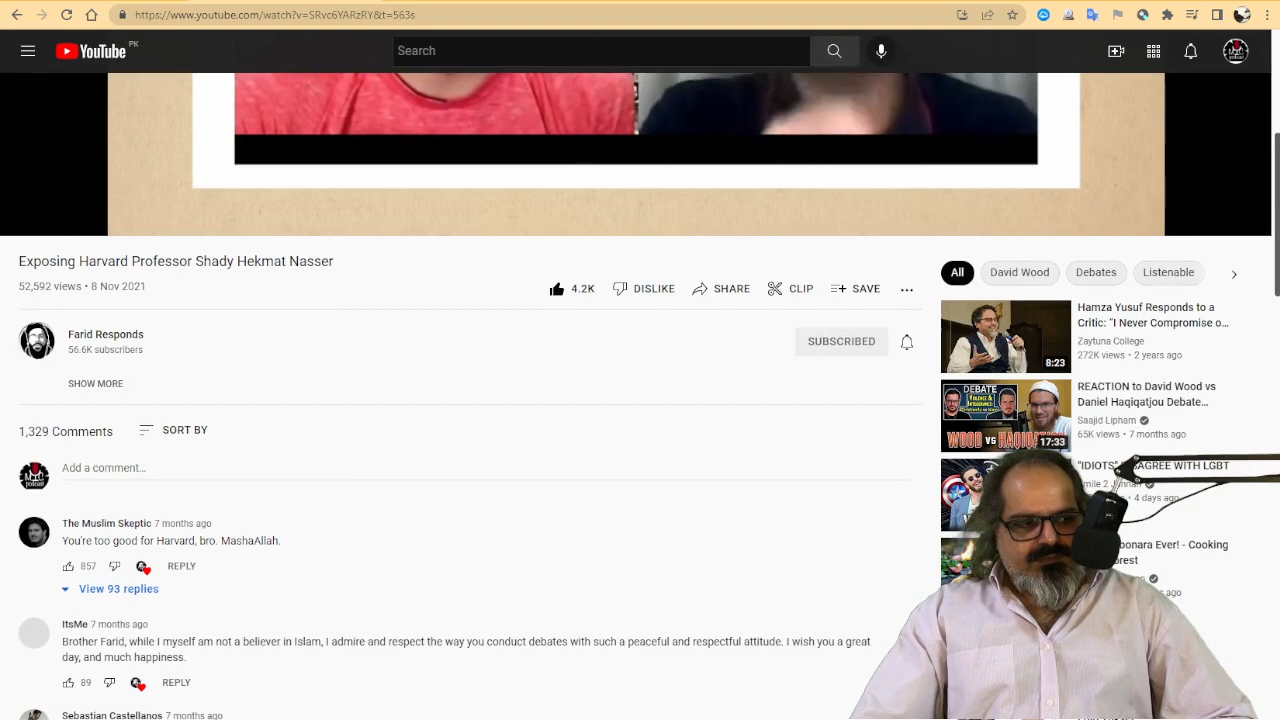 https://www.youtube.com/watch?v=SRvc6YARzRY&t=563s
YouTube PK
Search
Exposing Harvard Professor Shady Hekmat Nasser
52,592 views • 8 Nov 2021
4.2K DISLIKE SHARE CLIP SAVE
Farid Responds
56.6K subscribers
SUBSCRIBED
SHOW MORE
1,329 Comments SORT BY
Add a comment...
The Muslim Skeptic 7 months ago
You're too good for Harvard, bro. MashaAllah.
857 REPLY
View 93 replies
ItsMe 7 months ago
Brother Farid, while I myself am not a believer in Islam, I admire and respect the way you conduct debates with such a peaceful and respectful attitude. I wish you a great
day, and much happiness.
89 REPLY
Sebastian Castellanos 7 months ago
All David Wood Debates Listenable
Hamza Yusuf Responds to a
Critic: “I Never Compromise o...
Zaytuna College
272K views • 2 years ago
8:23
REACTION to David Wood vs
Daniel Haqiqatjou Debate...
Saajid Lipham
65K views • 7 months ago
DEBATE
WOOD vs HAQIQATJOU
17:33
"IDIOTS" AGREE WITH LGBT
4 days ago
bonara Ever! - Cooking
orest
ago